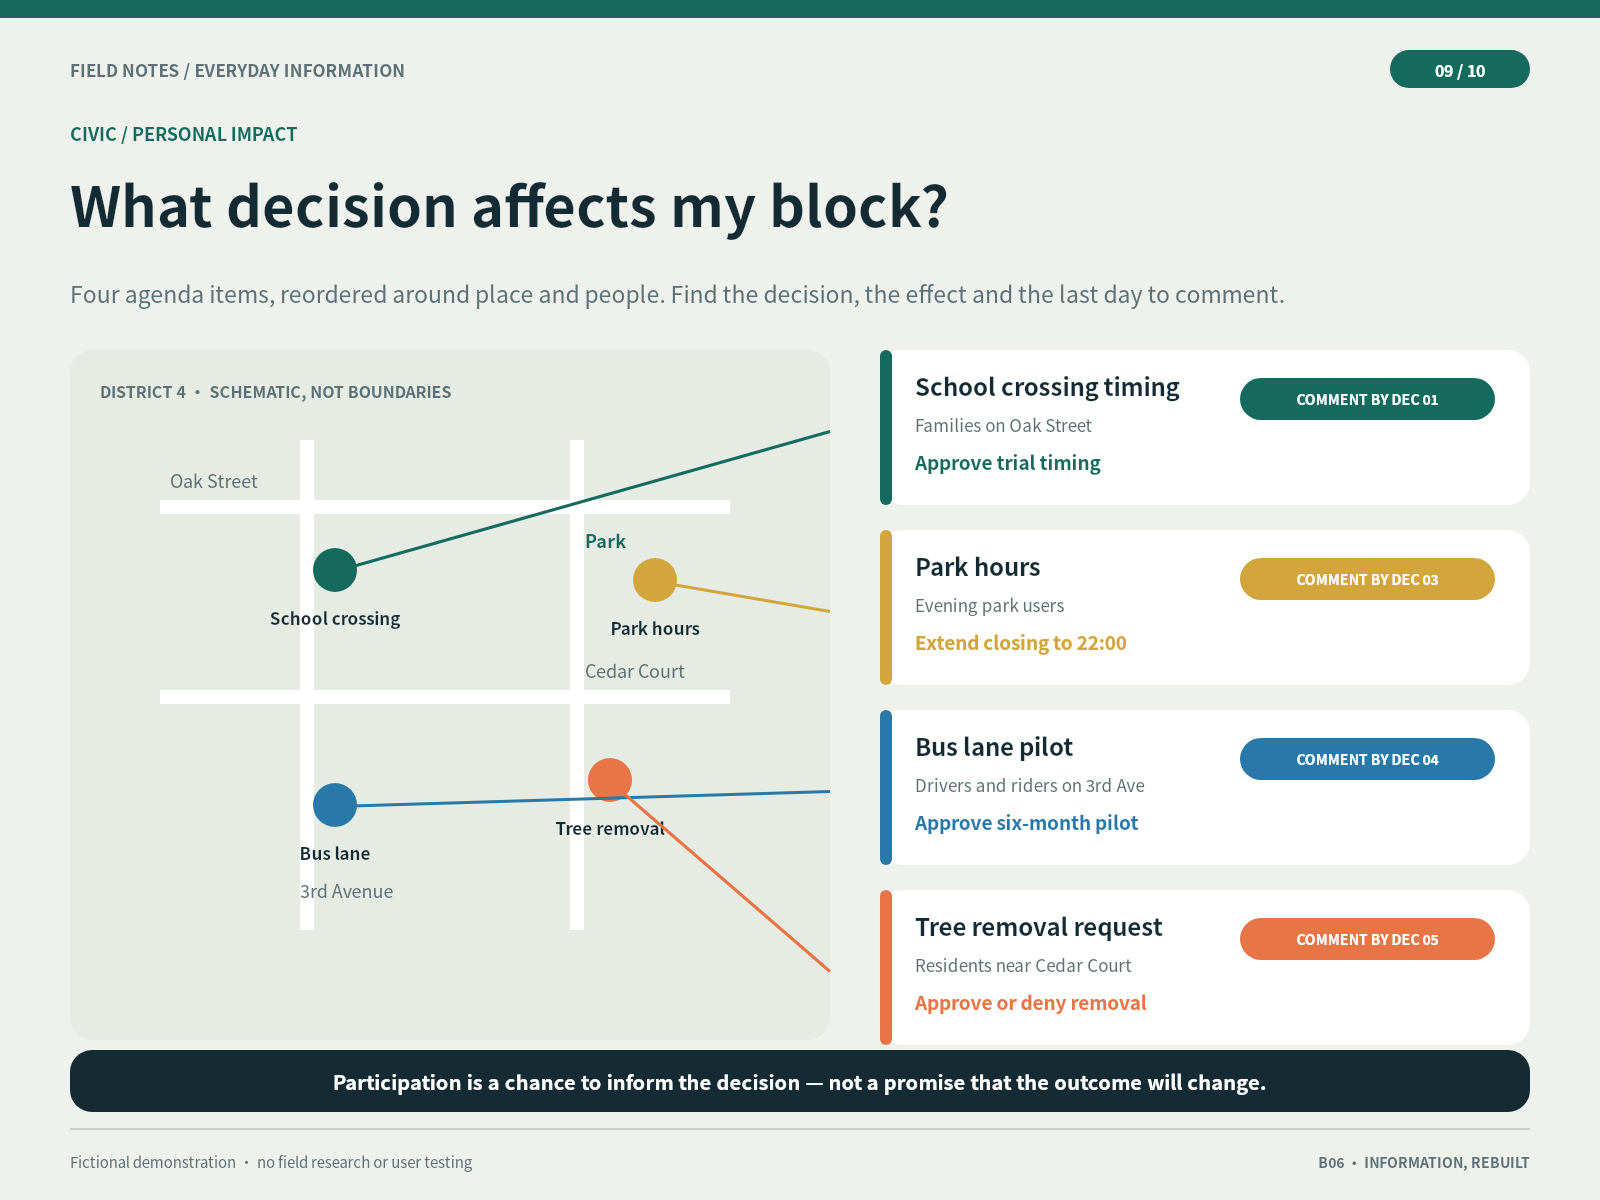 FIELD NOTES / EVERYDAY INFORMATION
09 / 10
CIVIC / PERSONAL IMPACT
What decision affects my block?
Four agenda items, reordered around place and people. Find the decision, the effect and the last day to comment.
DISTRICT 4 • SCHEMATIC, NOT BOUNDARIES
Oak Street
Park
School crossing
Park hours
Cedar Court
Tree removal
Bus lane
3rd Avenue
School crossing timing
COMMENT BY DEC 01
Families on Oak Street
Approve trial timing
Park hours
COMMENT BY DEC 03
Evening park users
Extend closing to 22:00
Bus lane pilot
COMMENT BY DEC 04
Drivers and riders on 3rd Ave
Approve six-month pilot
Tree removal request
COMMENT BY DEC 05
Residents near Cedar Court
Approve or deny removal
Participation is a chance to inform the decision — not a promise that the outcome will change.
Fictional demonstration • no field research or user testing
B06 • INFORMATION, REBUILT